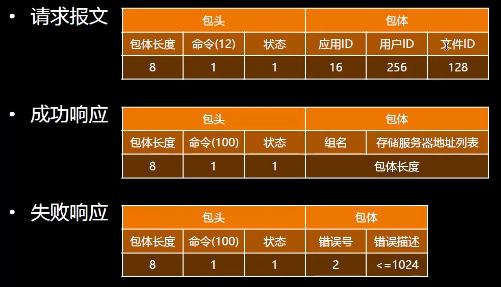 • 请求报文
包头 包体
包体长度 命令(12) 状态 应用ID 用户ID 文件ID
8 1 1 16 256 128
• 成功响应
包头 包体
包体长度 命令(100) 状态 组名 存储服务器地址列表
8 1 1 包体长度
• 失败响应
包头 包体
包体长度 命令(100) 状态 错误号 错误描述
8 1 1 2 <=1024